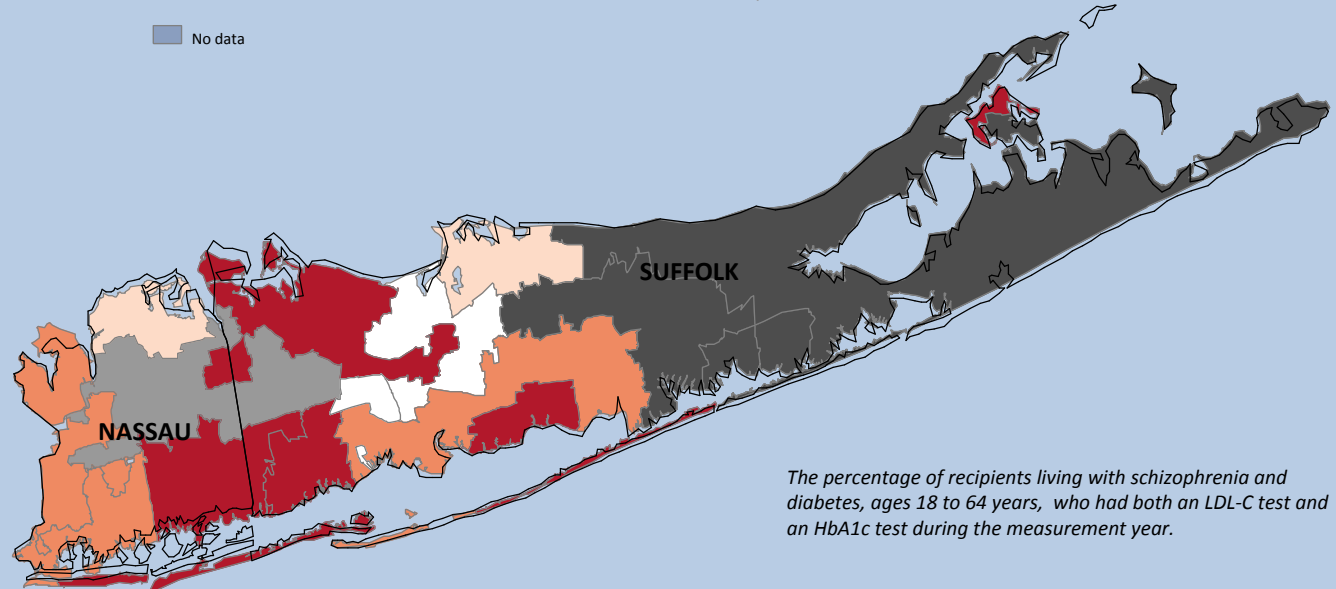 No data
SUFFOLK
NASSAU
The percentage of recipients living with schizophrenia and
diabetes, ages 18 to 64 years, who had both an LDL-C test and
an HbA1c test during the measurement year.